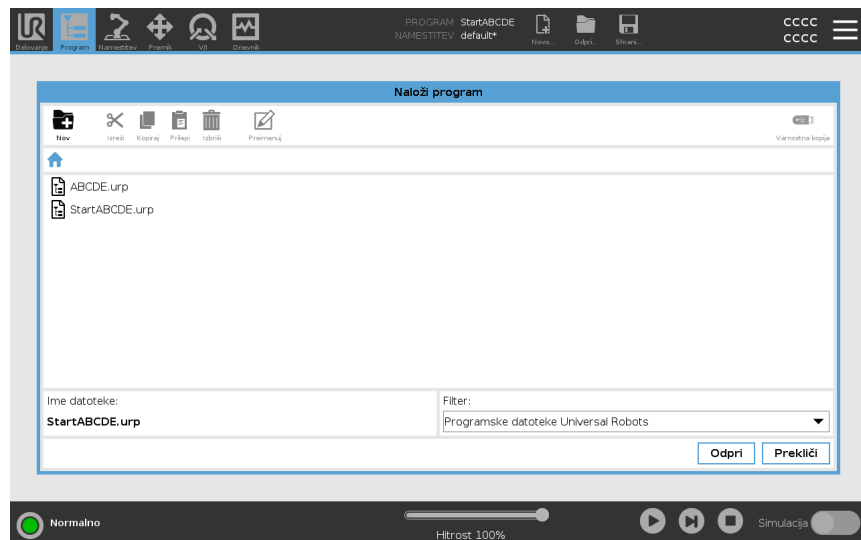 PROGRAM StartABCDE
NAMESTITEV default*
CCCC
CCCC
Delovanje Program Namestitev Premik V/I Dnevnik
Novo... Odpri... Shrani...
Naloži program
Nov Izreži Kopiraj Prilepi Izbriši Preimenuj Varnostna kopija
ABCDE.urp
StartABCDE.urp
Ime datoteke:
StartABCDE.urp
Filter:
Programske datoteke Universal Robots
Odpri Prekliči
Normalno
Hitrost 100%
Simulacija